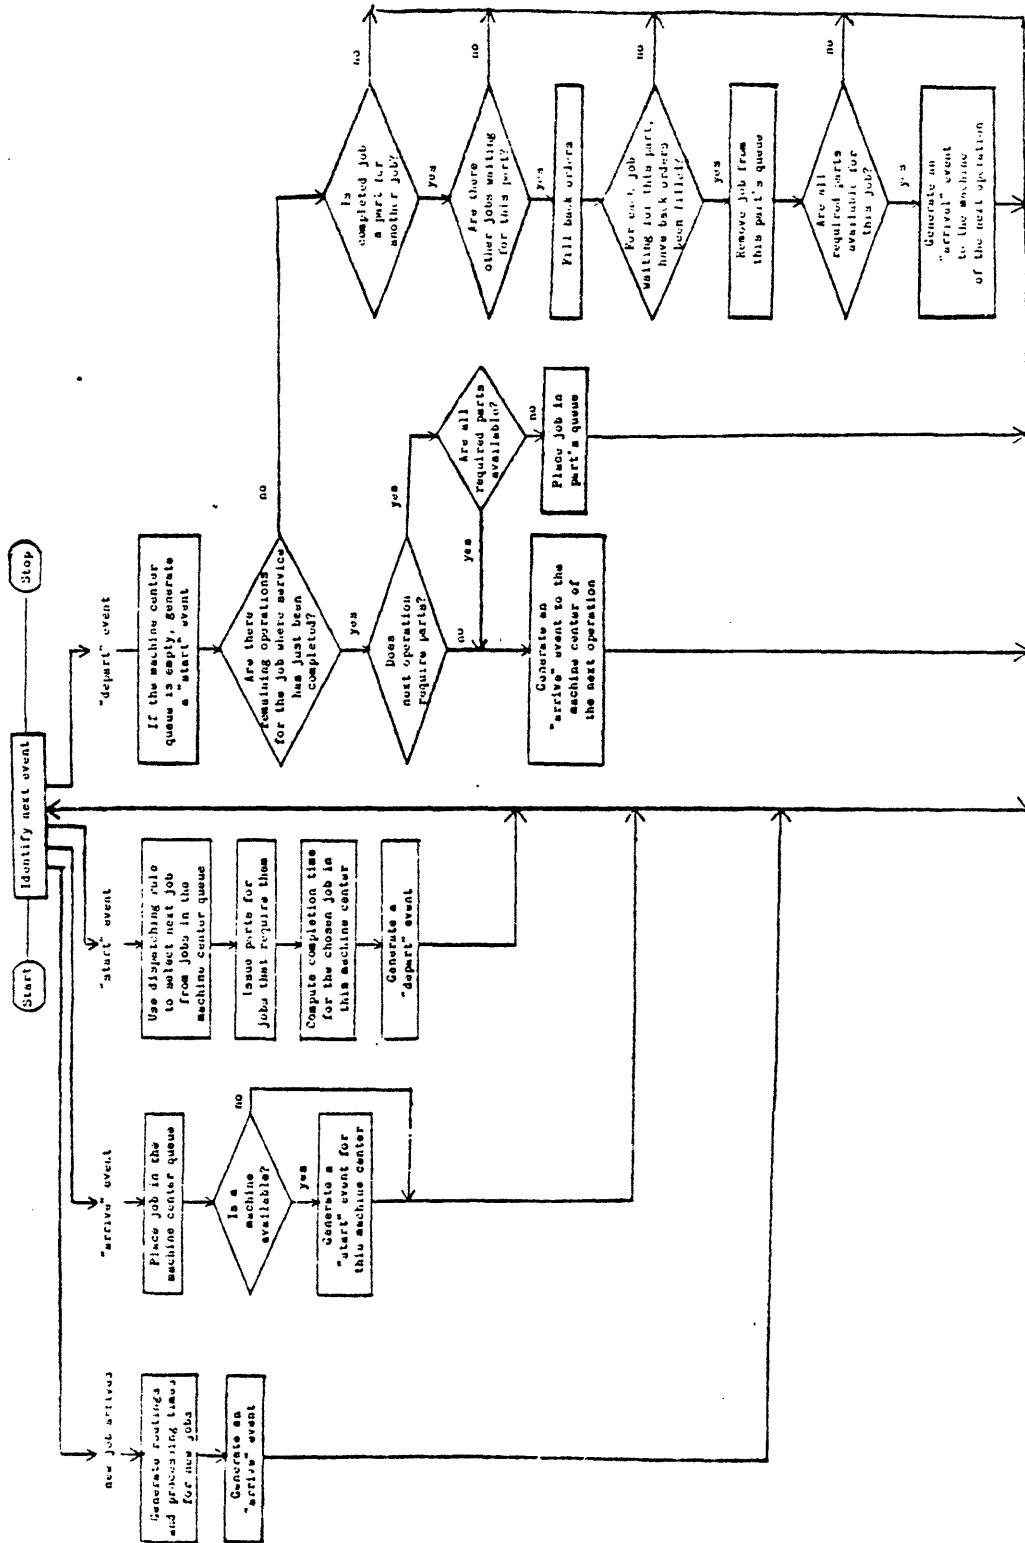 Start
Identify next event
Stop
new job arrives
Generate routings
and processing times
for new jobs
Generate an
"arrive" event
"arrive" event
Place job in the
machine center queue
Is a
machine
available?
no
yes
Generate a
"start" event for
this machine center
"start" event
Use dispatching rule
to select next job
from jobs in the
machine center queue
Issue parts for
jobs that require them
Compute completion time
for the chosen job in
this machine center
Generate a
"depart" event
"depart" event
If the machine center
queue is empty, generate
a "start" event
Are there
remaining operations
for the job where service
has just been
completed?
no
yes
Does
next operation
require parts?
yes
no
Are all
required parts
available?
yes
no
Place job in
part's queue
Generate an
"arrive" event to the
machine center of
the next operation
Is
completed job
a part for
another job?
no
yes
Are there
other jobs waiting
for this part?
no
yes
Fill back orders
For each job
waiting for this part,
have back orders
been filled?
no
yes
Remove job from
this part's queue
Are all
required parts
available for
this job?
no
yes
Generate an
"arrival" event
to the machine
of the next operation